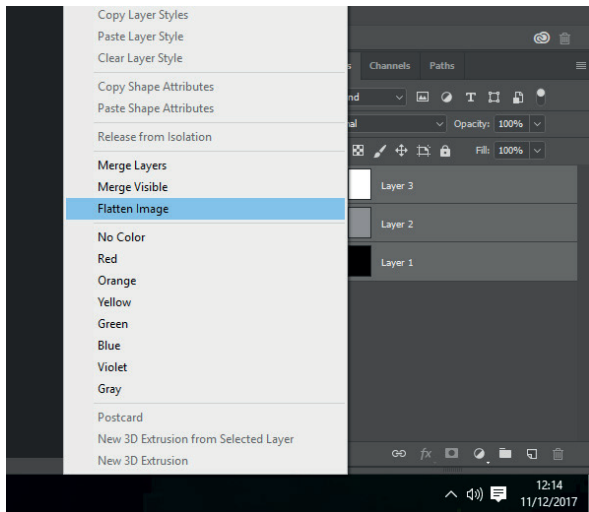 Copy Layer Styles
Paste Layer Style
Clear Layer Style
Copy Shape Attributes
Paste Shape Attributes
Release from Isolation
Merge Layers
Merge Visible
Flatten Image
No Color
Red
Orange
Yellow
Green
Blue
Violet
Gray
Postcard
New 3D Extrusion from Selected Layer
New 3D Extrusion
s Channels Paths
nd T
al Opacity: 100%
Fill: 100%
Layer 3
Layer 2
Layer 1
fx
12:14
11/12/2017